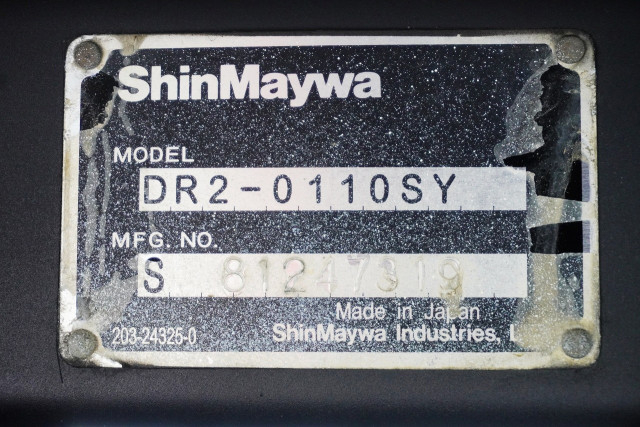 ShinMaywa
MODEL
DR2-0110SY
MFG. NO.
S 81247319
Made in Japan
203-24325-0
ShinMaywa Industries, L